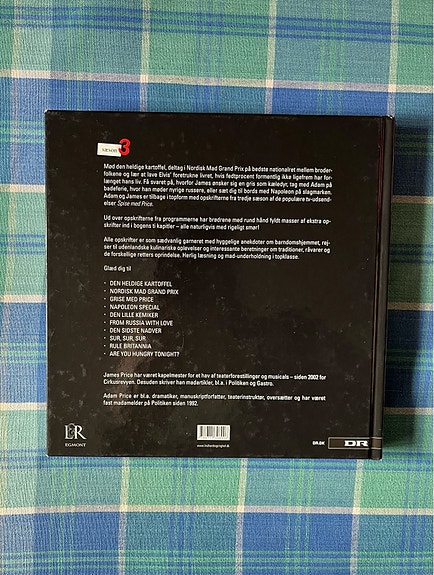 SÆSON 3
Mød den heldige kartoffel, deltag i Nordisk Mad Grand Prix på bedste nationalret mellem broder-
folkene og lær at lave Elvis' foretrukne livret, hvis fedtprocent formentlig ikke ligefrem har for-
længet hans liv. Få svaret på, hvorfor James ønsker sig en gris som kæledyr, tag med Adam på
badeferie, hvor han møder nyrige russere, eller sæt dig til bords med Napoleon på slagmarken.
Adam og James er tilbage i topform med opskrifterne fra tredje sæson af de populære tv-udsend-
elser Spise med Price.
Ud over opskrifterne fra programmerne har brødrene med rund hånd fyldt masser af ekstra op-
skrifter ind i bogens ti kapitler – alle naturligvis med rigeligt smør!
Alle opskrifter er som sædvanlig garneret med hyggelige anekdoter om barndomshjemmet, rej-
ser til udenlandske kulinariske oplevelser og interessante beretninger om traditioner, råvarer og
de forskellige retters oprindelse. Herlig læsning og mad-underholdning i topklasse.
Glæd dig til
• DEN HELDIGE KARTOFFEL
• NORDISK MAD GRAND PRIX
• GRISE MED PRICE
• NAPOLEON SPECIAL
• DEN LILLE KEMIKER
• FROM RUSSIA WITH LOVE
• DEN SIDSTE NADVER
• SUR, SUR, SUR
• RULE BRITANNIA
• ARE YOU HUNGRY TONIGHT?
James Price har været kapelmester for et hav af teaterforestillinger og musicals – siden 2002 for
Cirkusrevyen. Desuden skriver han madartikler, bl.a. i Politiken og Gastro.
Adam Price er bl.a. dramatiker, manuskriptforfatter, teaterinstruktør, oversætter og har været
fast madanmelder på Politiken siden 1992.
L&R
EGMONT
www.lindhardogringhof.dk
DR.DK
DR